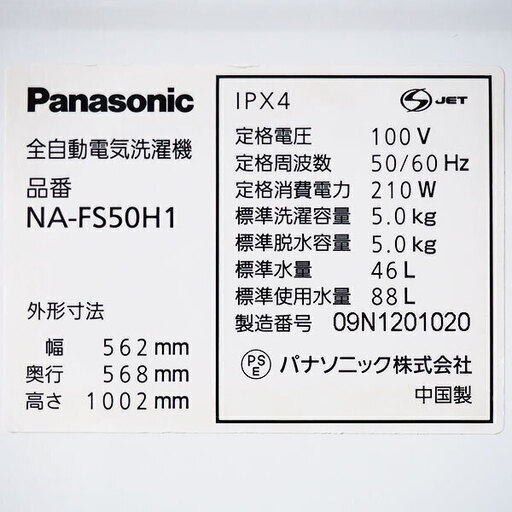 Panasonic
全自動電気洗濯機
品番
NA-FS50H1
外形寸法
幅 562mm
奥行 568mm
高さ 1002mm
IPX4
S JET
定格電圧 100V
定格周波数 50/60Hz
定格消費電力 210W
標準洗濯容量 5.0kg
標準脱水容量 5.0kg
標準水量 46L
標準使用水量 88L
製造番号 09N1201020
PSE パナソニック株式会社
中国製